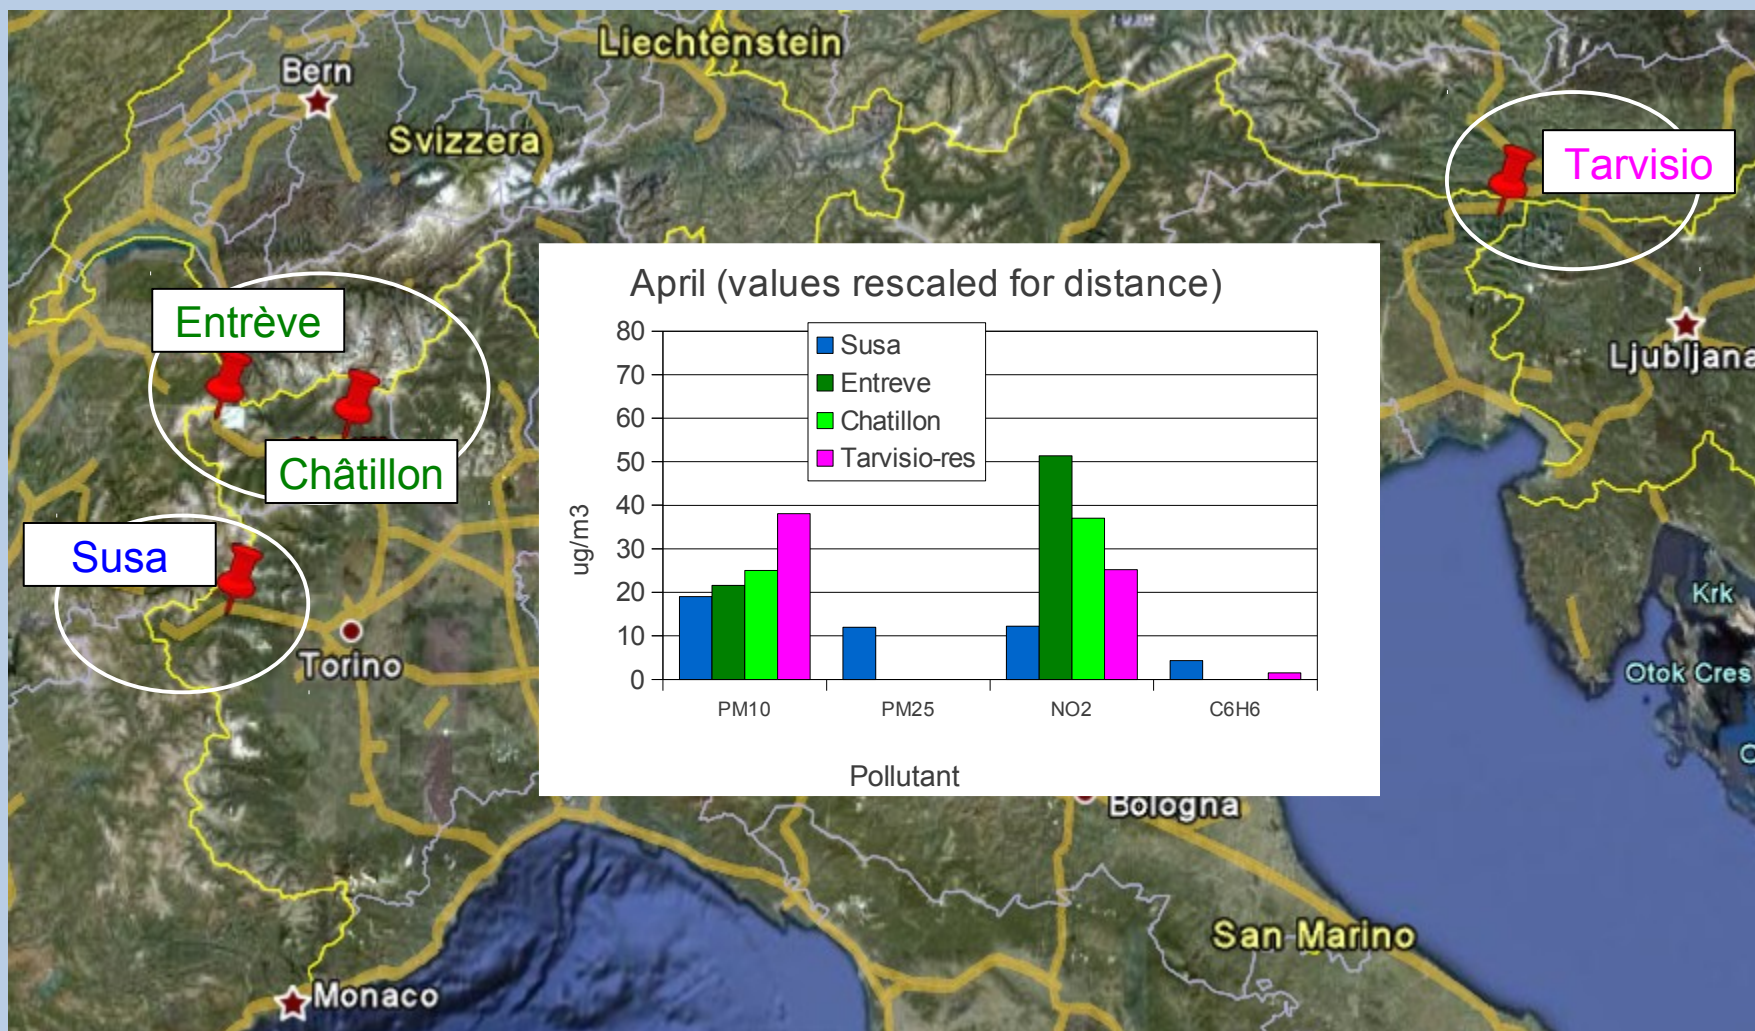 Liechtenstein
Bern
Svizzera
Tarvisio
Entrève
Châtillon
Susa
Torino
Ljubljana
Krk
Otok Cres
Bologna
San Marino
Monaco
April (values rescaled for distance)
80
70
60
50
40
30
20
10
0
ug/m3
Susa
Entreve
Chatillon
Tarvisio-res
PM10 PM25 NO2 C6H6
Pollutant